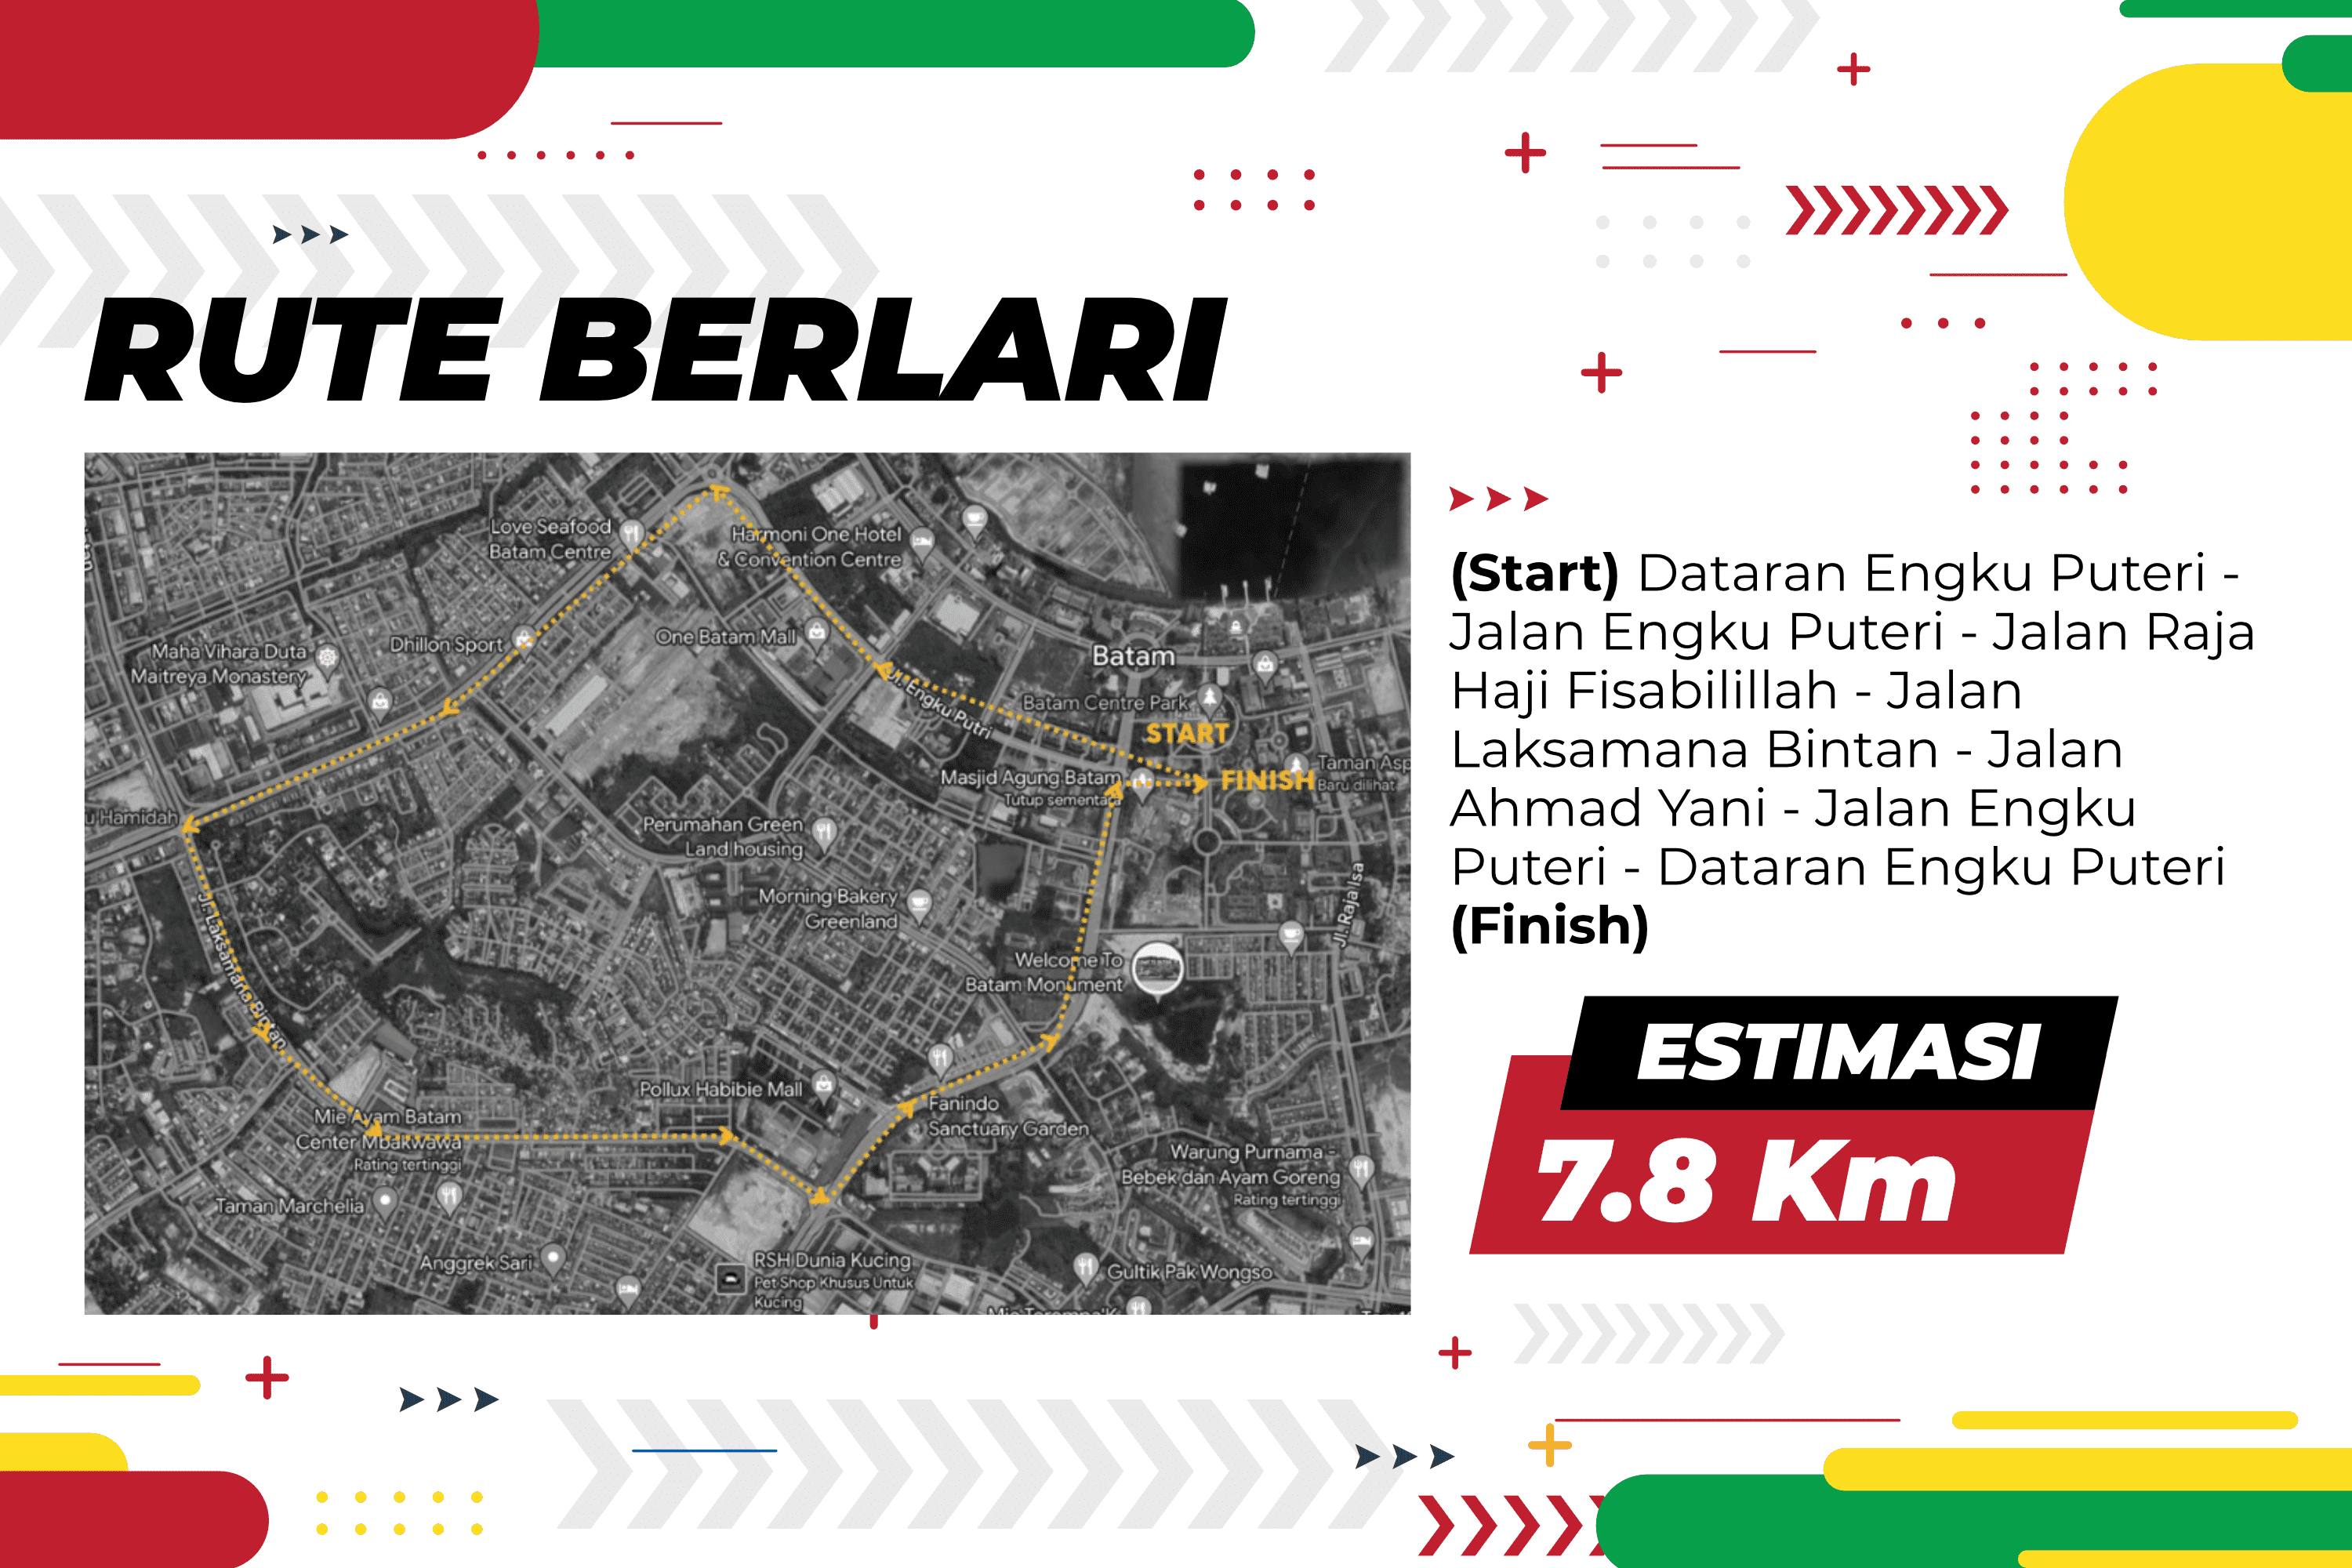 RUTE BERLARI
Love Seafood
Batam Centre
Harmoni One Hotel
& Convention Centre
Dhillon Sport
One Batam Mall
Maha Vihara Duta
Maitreya Monastery
Batam
Jl. Engku Putri
Batam Centre Park
START
FINISH
Masjid Agung Batam
Tutup sementara
Taman Asp
Baru dilihat
u Hamidah
Perumahan Green
Land housing
Morning Bakery
Greenland
Jl. Laksamana Bintan
Jl. Raja Isa
Welcome To
Batam Monument
Pollux Habibie Mall
Fanindo
Sanctuary Garden
Mie Ayam Batam
Center Mbakwawa
Rating tertinggi
Warung Purnama -
Bebek dan Ayam Goreng
Rating tertinggi
Taman Marchelia
Anggrek Sari
RSH Dunia Kucing
Pet Shop Khusus Untuk
Kucing
Gultik Pak Wongso
(Start) Dataran Engku Puteri -
Jalan Engku Puteri - Jalan Raja
Haji Fisabilillah - Jalan
Laksamana Bintan - Jalan
Ahmad Yani - Jalan Engku
Puteri - Dataran Engku Puteri
(Finish)
ESTIMASI
7.8 Km